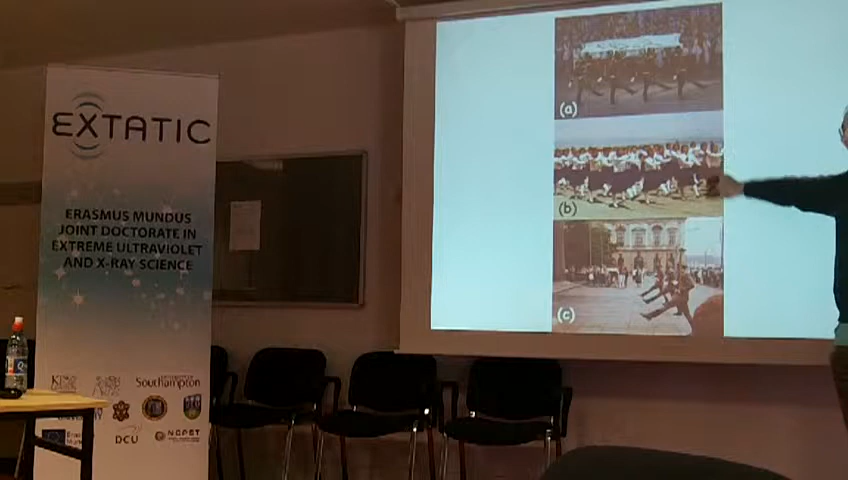 EXTATIC
ERASMUS MUNDUS
JOINT DOCTORATE IN
EXTREME ULTRAVIOLET
AND X-RAY SCIENCE
Southampton
DCU
(a)
(b)
(c)